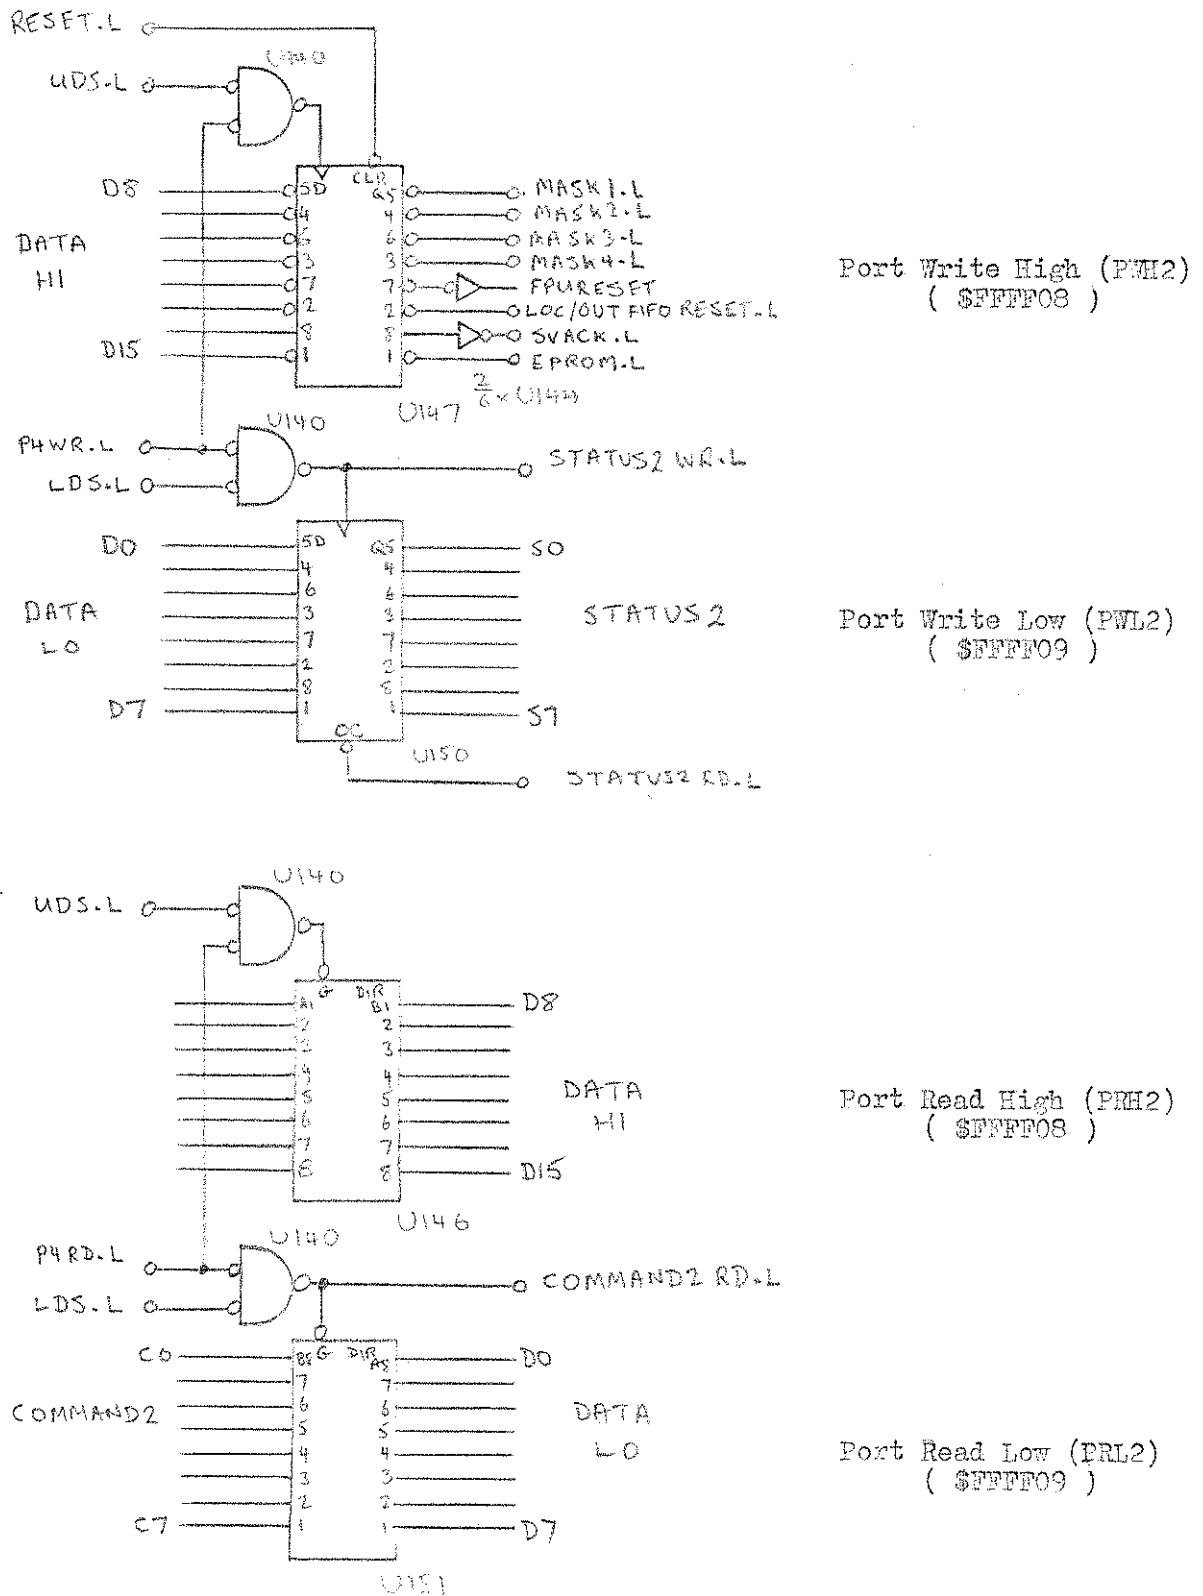 RESET.L
U140
UDS.L
CLR
D8 5D Q5 MASK1.L
4 4 MASK2.L
6 6 MASK3.L
DATA HI
3 3 MASK4.L
7 7 FPURESET
2 2 LOC/OUT FIFO RESET.L
8 8 SVACK.L
D15 1 1 EPROM.L
Port Write High (PWH2)
( $FFFF08 )
U147
U140
P4WR.L
STATUS2 WR.L
LDS.L
D0 5D Q5 S0
4 4
6 6
DATA LO
3 3 STATUS2
7 7
2 2
8 8
D7 1 1 S7
OC
U150
STATUS2 RD.L
Port Write Low (PWL2)
( $FFFF09 )
U140
UDS.L
G DIR
A1 B1 D8
2 2
3 3
4 4
5 5 DATA
6 6 HI
7 7
8 8 D15
U146
Port Read High (PRH2)
( $FFFF08 )
U140
P4RD.L
COMMAND2 RD.L
LDS.L
G DIR
C0 B8 A8 D0
7 7
COMMAND2 6 6 DATA
5 5 LO
4 4
3 3
2 2
C7 1 1 D7
U151
Port Read Low (PRL2)
( $FFFF09 )